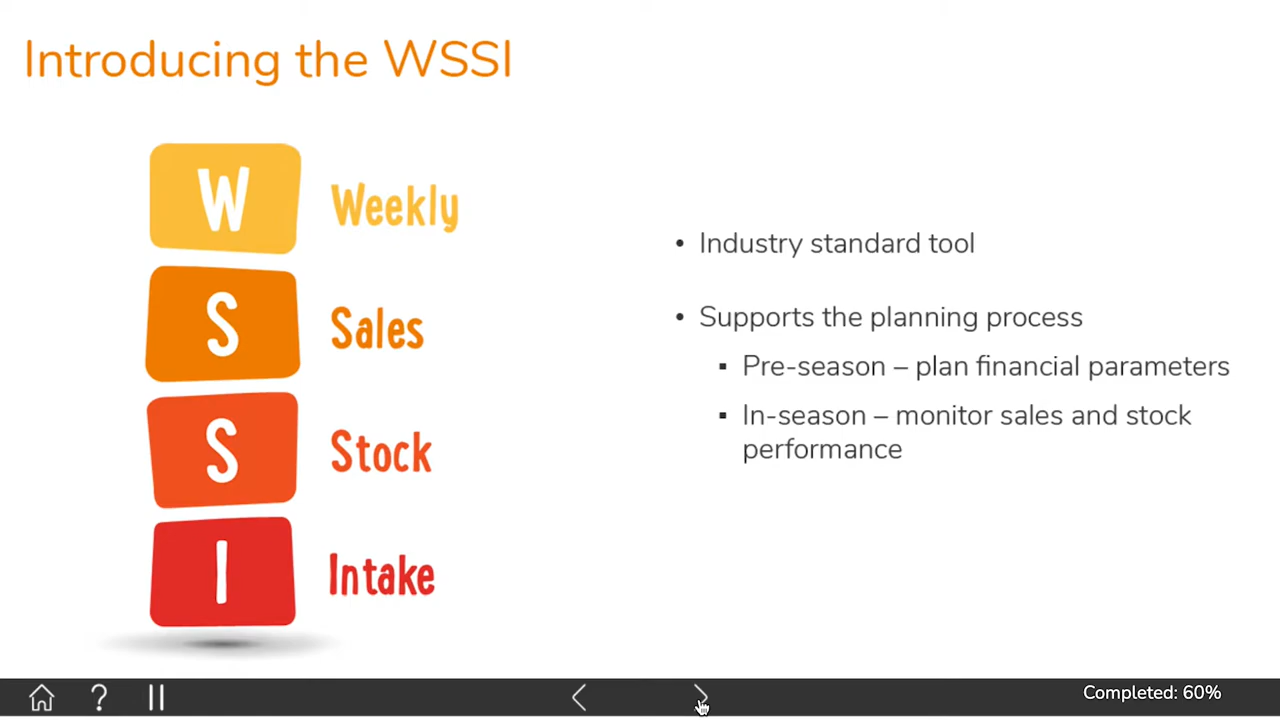 Introducing the WSSI
W Weekly
S Sales
S Stock
I Intake
• Industry standard tool
• Supports the planning process
▪ Pre-season – plan financial parameters
▪ In-season – monitor sales and stock
performance
? Completed: 60%